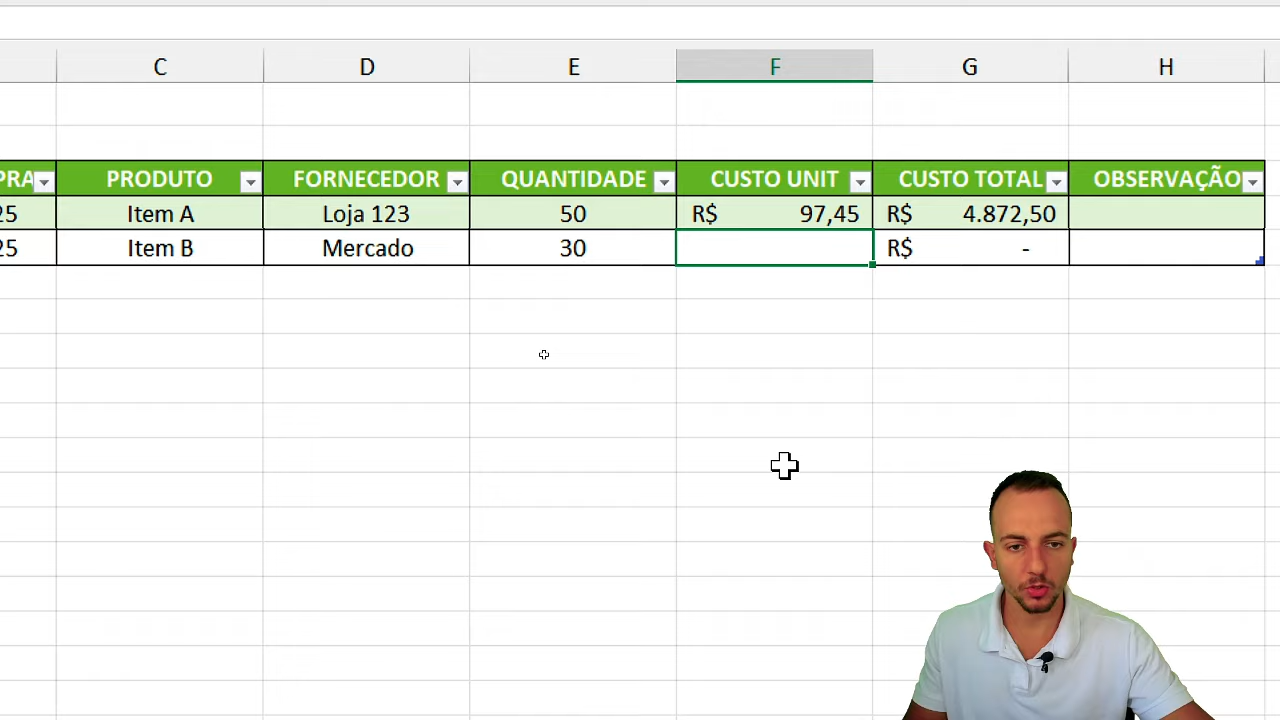 C D E F G H
PRA PRODUTO FORNECEDOR QUANTIDADE CUSTO UNIT CUSTO TOTAL OBSERVAÇÃO
25 Item A Loja 123 50 R$ 97,45 R$ 4.872,50
25 Item B Mercado 30 R$ -